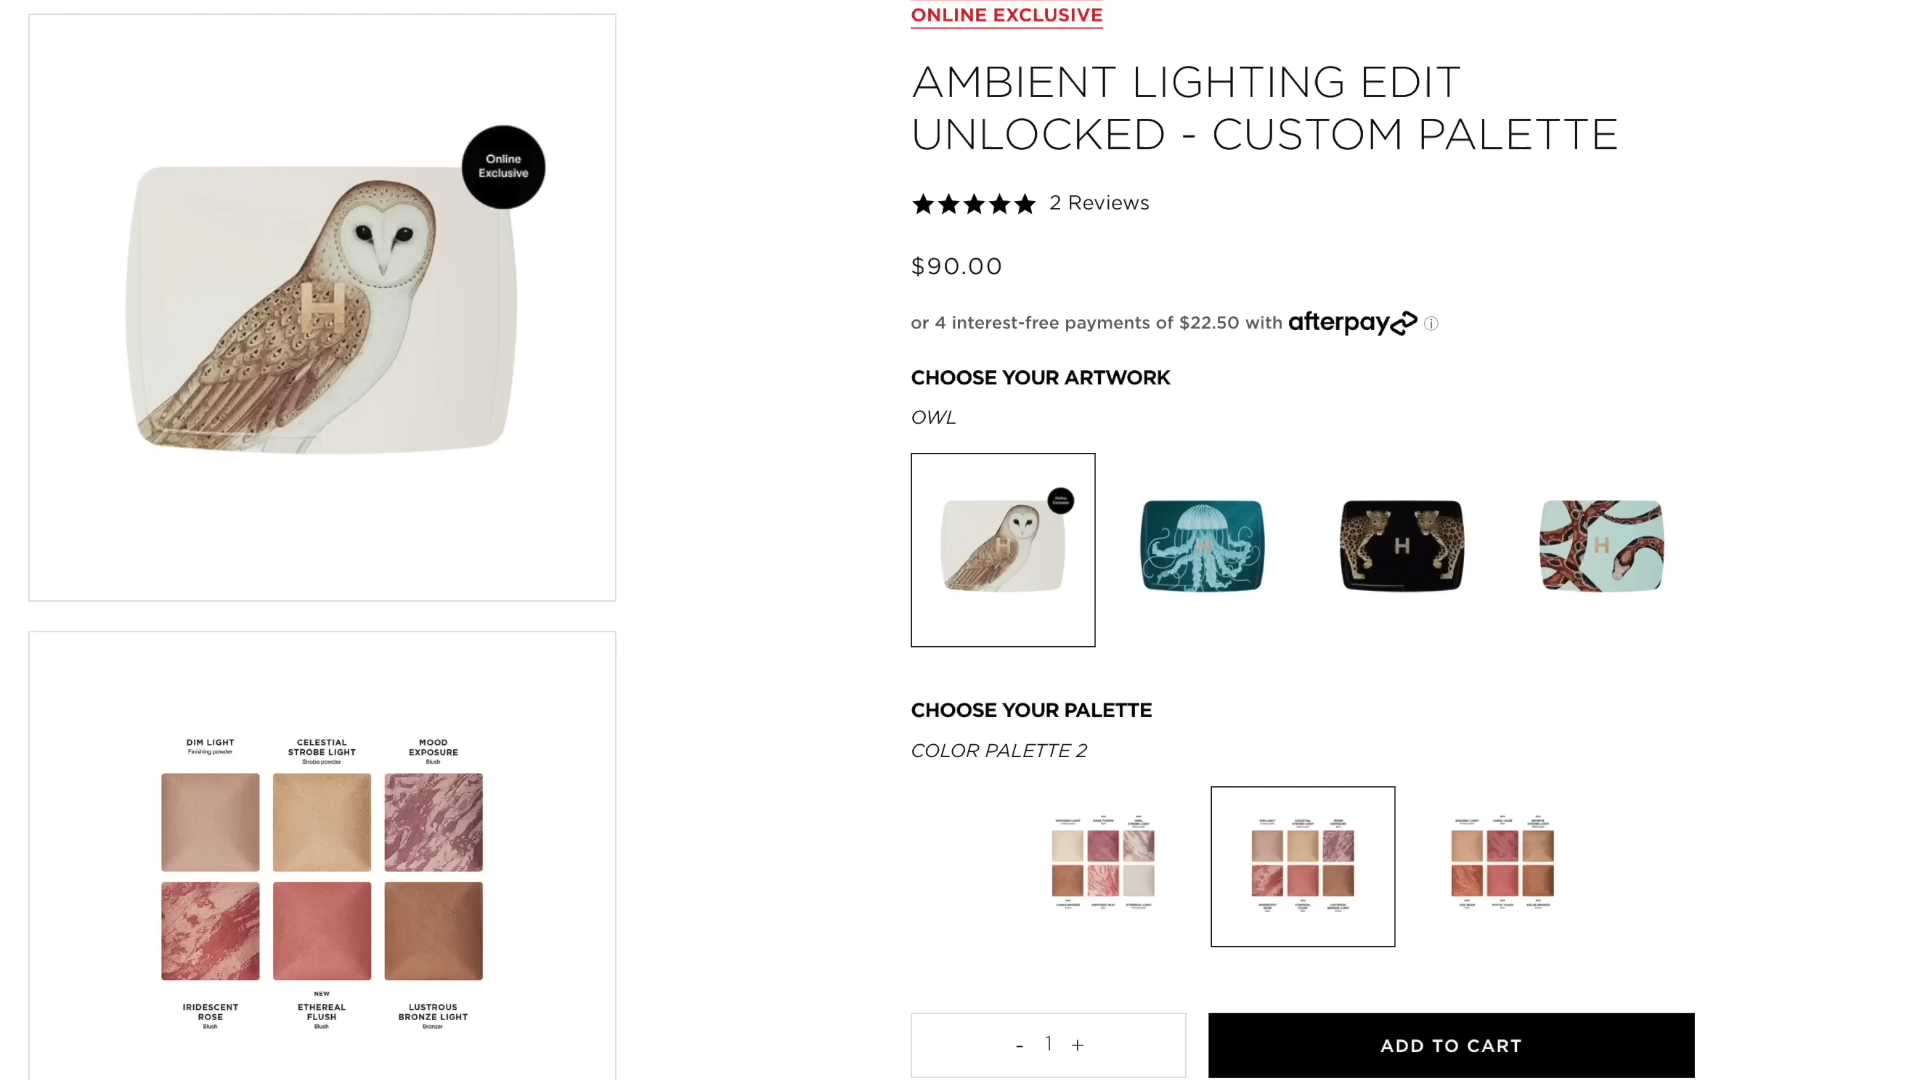 ONLINE EXCLUSIVE
AMBIENT LIGHTING EDIT
UNLOCKED - CUSTOM PALETTE
2 Reviews
$90.00
or 4 interest-free payments of $22.50 with afterpay
CHOOSE YOUR ARTWORK
OWL
CHOOSE YOUR PALETTE
COLOR PALETTE 2
- 1 +
ADD TO CART
Online
Exclusive
H
DIM LIGHT
Finishing powder
CELESTIAL
STROBE LIGHT
Strobe powder
MOOD
EXPOSURE
Blush
IRIDESCENT
ROSE
Blush
NEW
ETHEREAL
FLUSH
Blush
LUSTROUS
BRONZE LIGHT
Bronzer
H
H
H
H